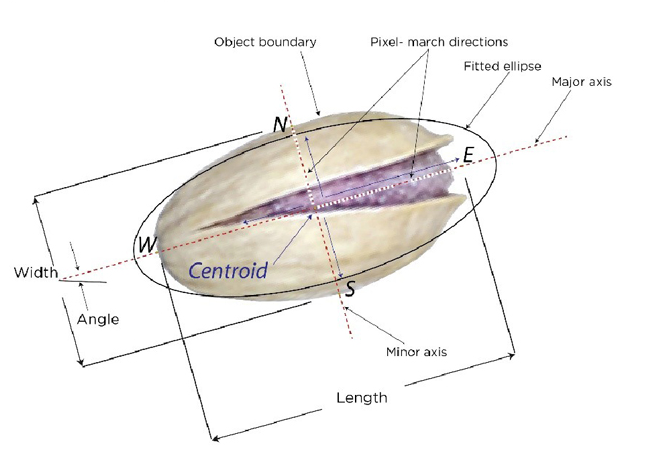 Object boundary
Pixel- march directions
Fitted ellipse
Major axis
N
E
W
Width
Centroid
S
Angle
Minor axis
Length